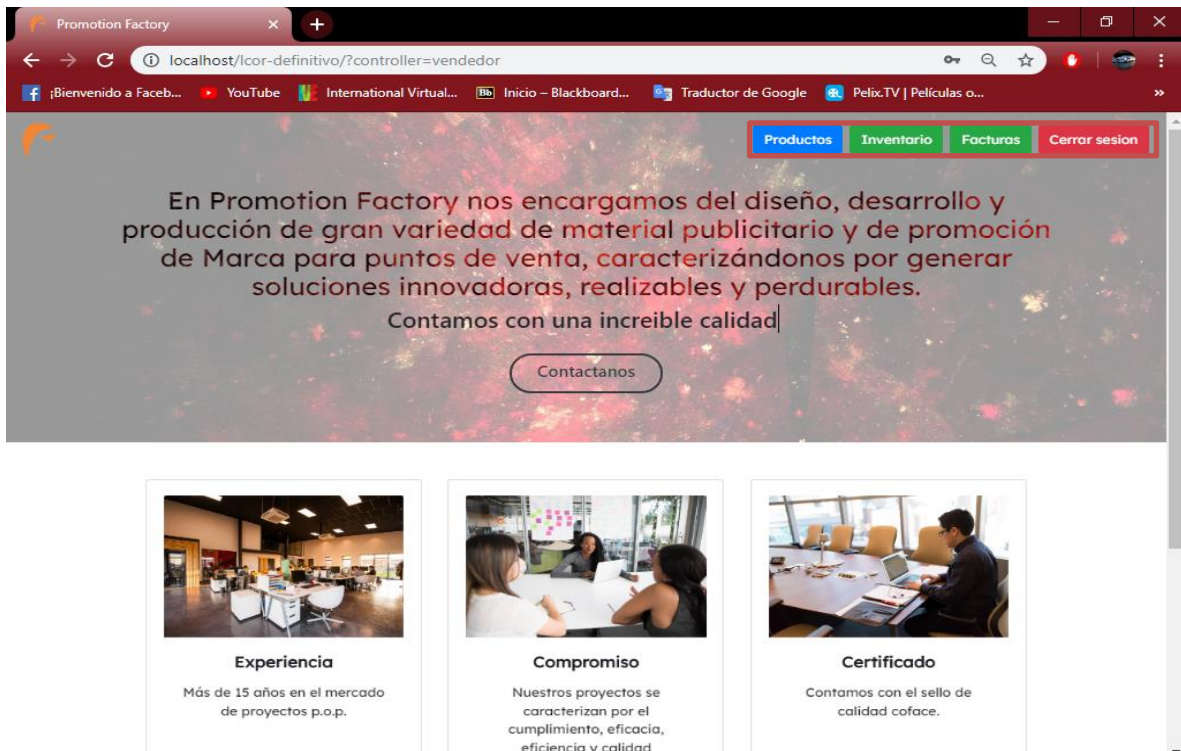 Promotion Factory
localhost/lcor-definitivo/?controller=vendedor
¡Bienvenido a Faceb...
YouTube
International Virtual...
Bb
Inicio – Blackboard...
Traductor de Google
Pelix.TV | Películas o...
»
Productos
Inventario
Facturas
Cerrar sesion
En Promotion Factory nos encargamos del diseño, desarrollo y
producción de gran variedad de material publicitario y de promoción
de Marca para puntos de venta, caracterizándonos por generar
soluciones innovadoras, realizables y perdurables.
Contamos con una increible calidad
Contactanos
Experiencia
Más de 15 años en el mercado
de proyectos p.o.p.
Compromiso
Nuestros proyectos se
caracterizan por el
cumplimiento, eficacia,
eficiencia y calidad
Certificado
Contamos con el sello de
calidad coface.